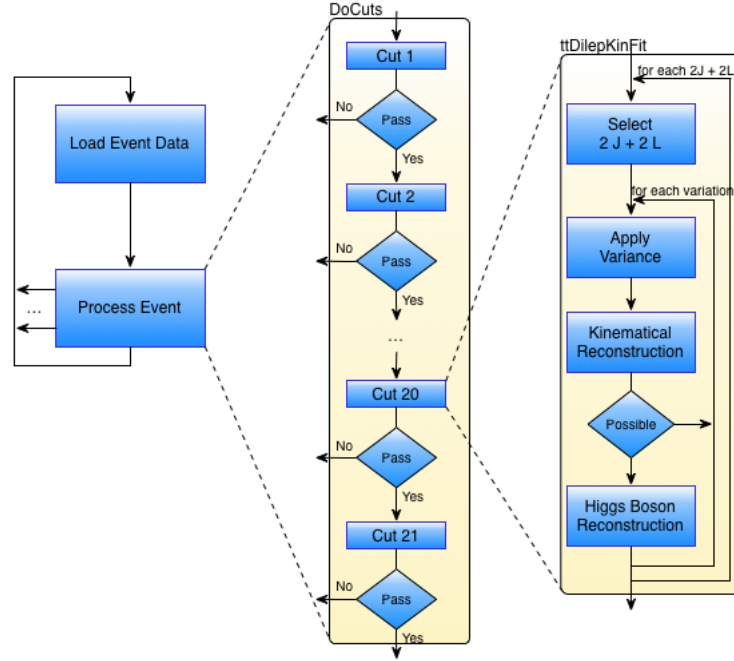 Load Event Data
Process Event
...
DoCuts
Cut 1
No
Pass
Yes
Cut 2
No
Pass
Yes
...
Cut 20
No
Pass
Yes
Cut 21
No
Pass
Yes
ttDilepKinFit
for each 2J + 2L
Select
2 J + 2 L
for each variation
Apply
Variance
Kinematical
Reconstruction
Possible
Higgs Boson
Reconstruction